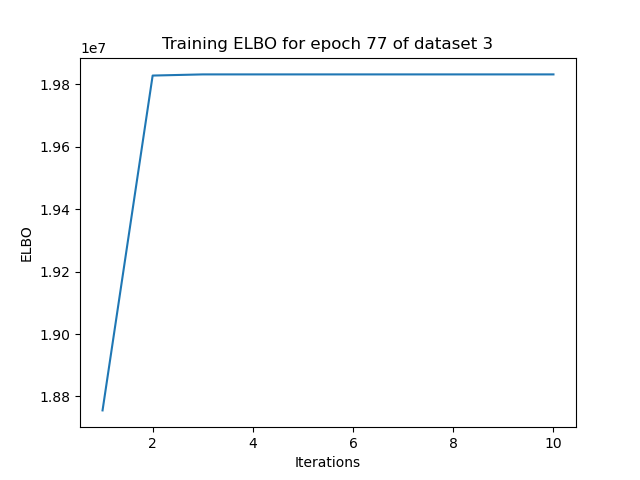 Training ELBO for epoch 77 of dataset 3
1e7
1.98
1.96
1.94
1.92
1.90
1.88
ELBO
2 4 6 8 10
Iterations